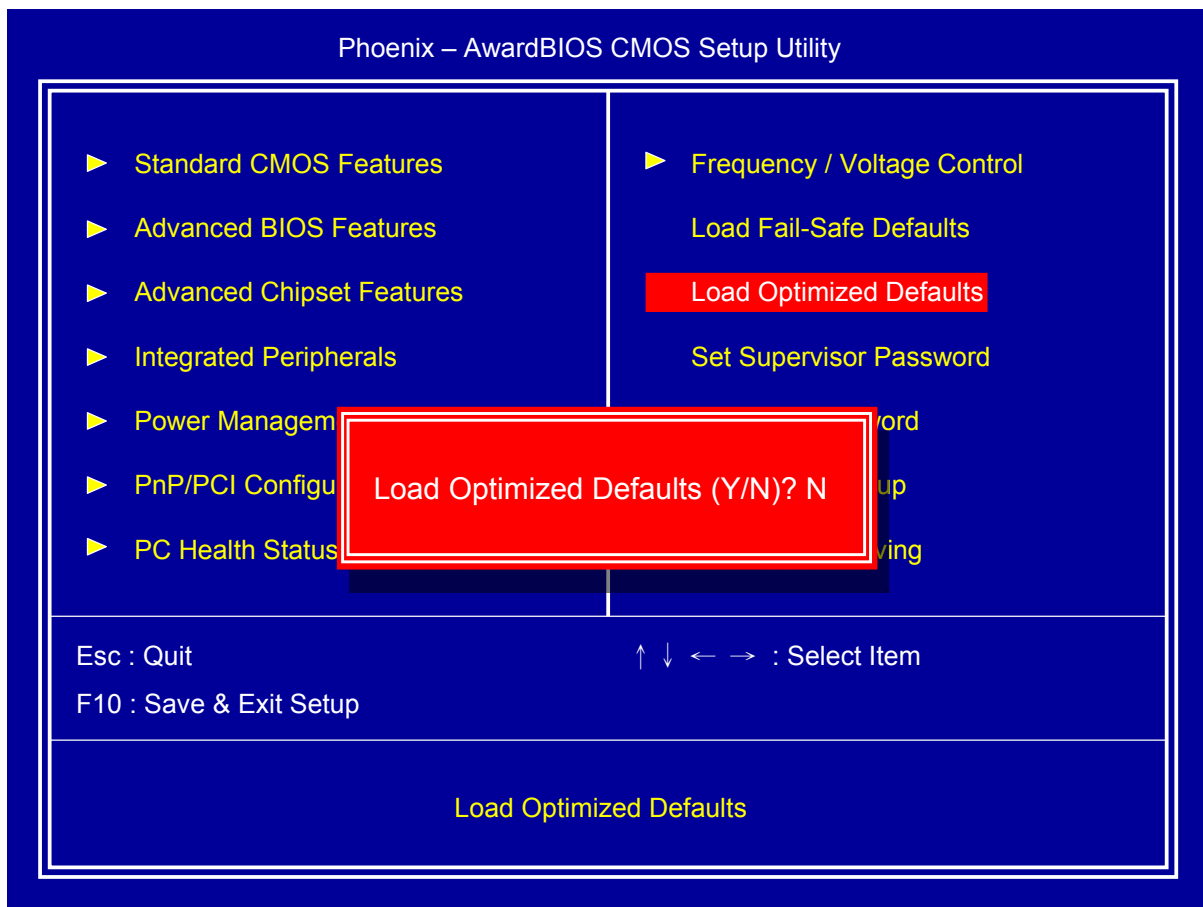 Phoenix – AwardBIOS CMOS Setup Utility
Standard CMOS Features
Advanced BIOS Features
Advanced Chipset Features
Integrated Peripherals
Power Managem
PnP/PCI Configu
PC Health Status
Frequency / Voltage Control
Load Fail-Safe Defaults
Load Optimized Defaults
Set Supervisor Password
ord
up
ving
Load Optimized Defaults (Y/N)? N
Esc : Quit
↑ ↓ ← → : Select Item
F10 : Save & Exit Setup
Load Optimized Defaults